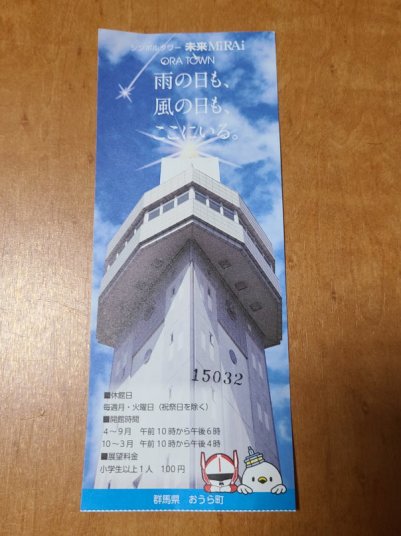 シンボルタワー 未来MiRAi
ORA TOWN
雨の日も、
風の日も、
ここにいる。
15032
■休館日
毎週月・火曜日（祝祭日を除く）
■開館時間
4～9月 午前10時から午後6時
10～3月 午前10時から午後4時
■展望料金
小学生以上1人 100円
群馬県 おうら町